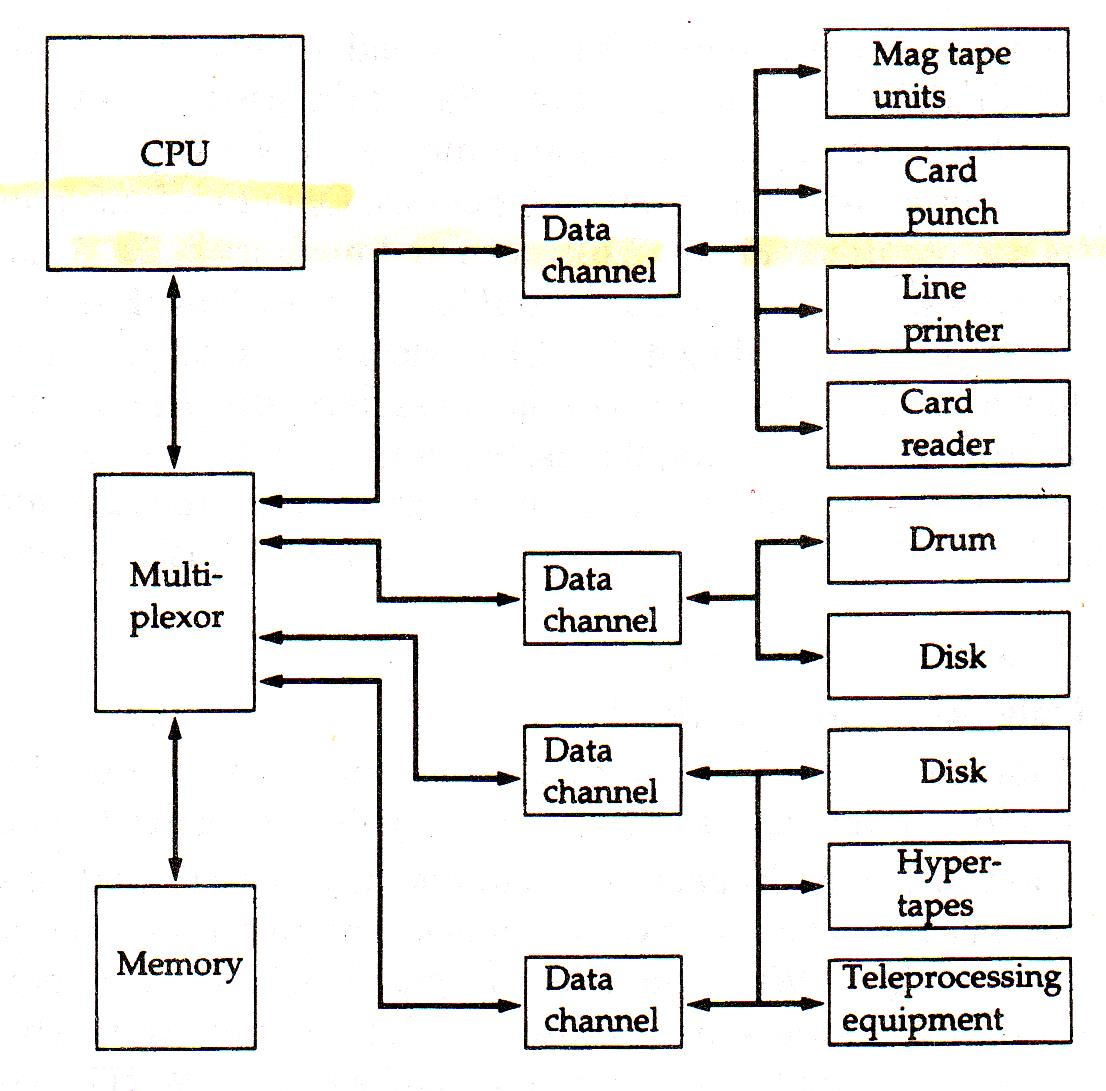 CPU
Multi-
plexor
Memory
Data
channel
Data
channel
Data
channel
Data
channel
Mag tape
units
Card
punch
Line
printer
Card
reader
Drum
Disk
Disk
Hyper-
tapes
Teleprocessing
equipment